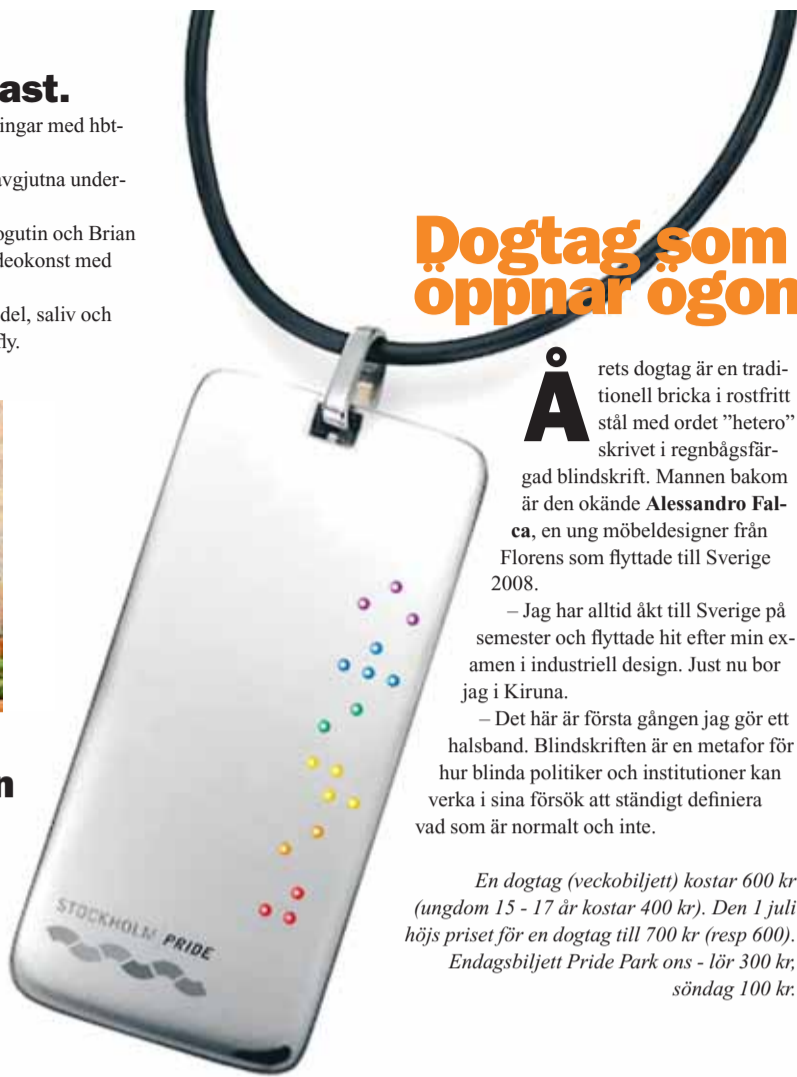 ast.
ingar med hbt-
avgjutna under-
ogutin och Brian
deokonst med
del, saliv och
fly.
n
Dogtag som
öppnar ögon
Årets dogtag är en tradi-
tionell bricka i rostfritt
stål med ordet ”hetero”
skrivet i regnbågsfär-
gad blindskrift. Mannen bakom
är den okände Alessandro Fal-
ca, en ung möbeldesigner från
Florens som flyttade till Sverige
2008.
– Jag har alltid åkt till Sverige på
semester och flyttade hit efter min ex-
amen i industriell design. Just nu bor
jag i Kiruna.
– Det här är första gången jag gör ett
halsband. Blindskriften är en metafor för
hur blinda politiker och institutioner kan
verka i sina försök att ständigt definiera
vad som är normalt och inte.
En dogtag (veckobiljett) kostar 600 kr
(ungdom 15 - 17 år kostar 400 kr). Den 1 juli
höjs priset för en dogtag till 700 kr (resp 600).
Endagsbiljett Pride Park ons - lör 300 kr,
söndag 100 kr.
STOCKHOLM PRIDE